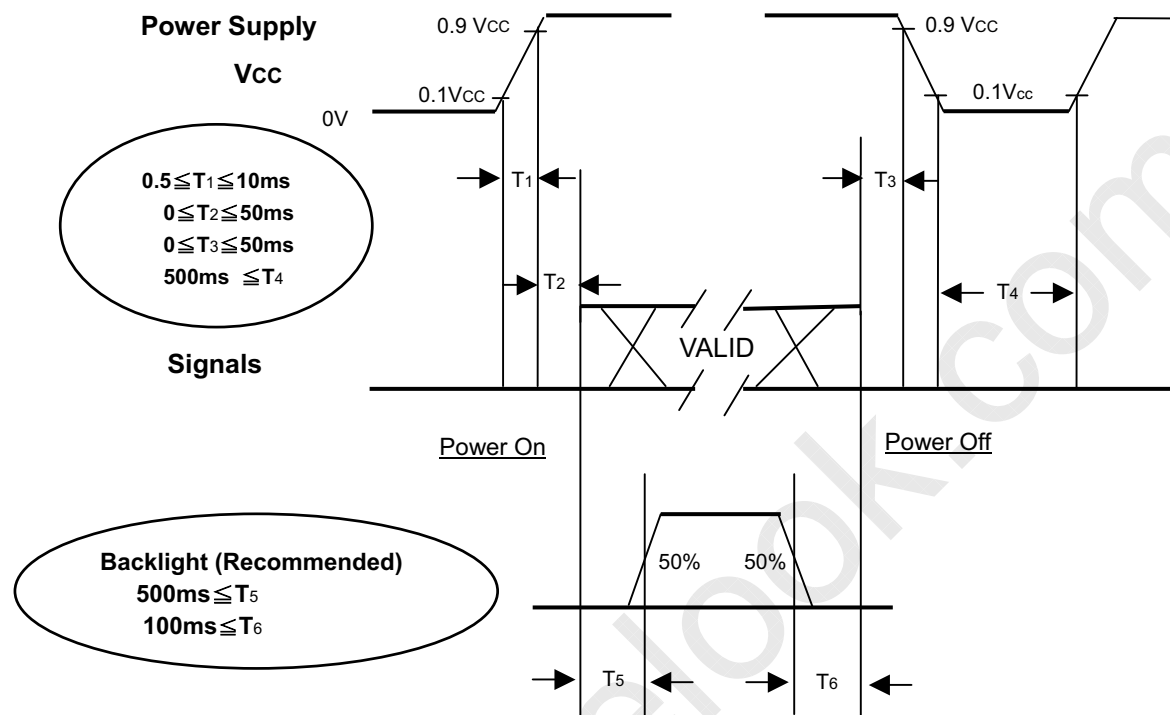 Power Supply
VCC
0.9 VCC
0.1VCC
0V
0.9 VCC
0.1Vcc
0.5≦T1≦10ms
0≦T2≦50ms
0≦T3≦50ms
500ms ≦T4
T1
T3
T2
T4
VALID
Signals
Power On
Power Off
Backlight (Recommended)
500ms≦T5
100ms≦T6
50%
50%
T5
T6
elook.com